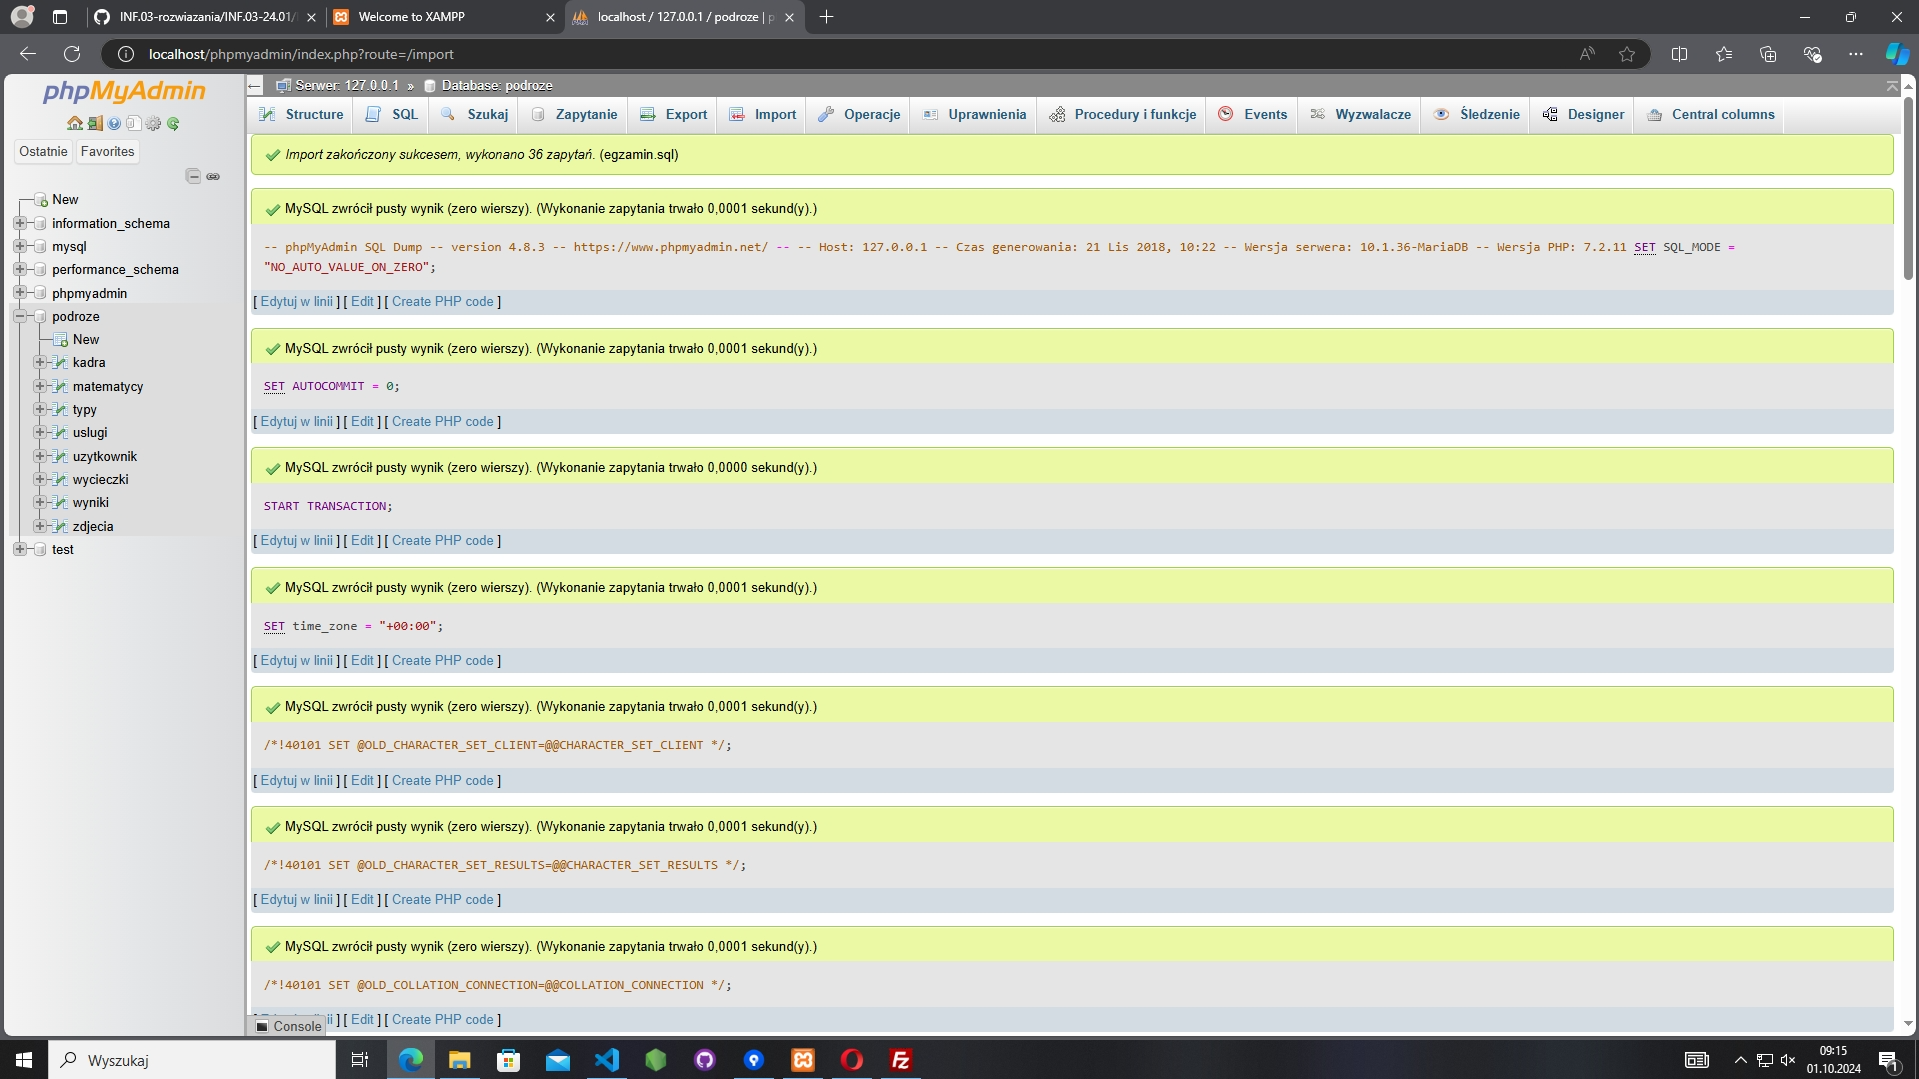 INF.03-rozwiazania/INF.03-24.01/
Welcome to XAMPP
localhost / 127.0.0.1 / podroze | p
localhost/phpmyadmin/index.php?route=/import
phpMyAdmin
Ostatnie Favorites
New
information_schema
mysql
performance_schema
phpmyadmin
podroze
New
kadra
matematycy
typy
uslugi
uzytkownik
wycieczki
wyniki
zdjecia
test
Serwer: 127.0.0.1 » Database: podroze
Structure SQL Szukaj Zapytanie Export Import Operacje Uprawnienia Procedury i funkcje Events Wyzwalacze Śledzenie Designer Central columns
Import zakończony sukcesem, wykonano 36 zapytań. (egzamin.sql)
MySQL zwrócił pusty wynik (zero wierszy). (Wykonanie zapytania trwało 0,0001 sekund(y).)
-- phpMyAdmin SQL Dump -- version 4.8.3 -- https://www.phpmyadmin.net/ -- -- Host: 127.0.0.1 -- Czas generowania: 21 Lis 2018, 10:22 -- Wersja serwera: 10.1.36-MariaDB -- Wersja PHP: 7.2.11 SET SQL_MODE =
"NO_AUTO_VALUE_ON_ZERO";
[ Edytuj w linii ] [ Edit ] [ Create PHP code ]
MySQL zwrócił pusty wynik (zero wierszy). (Wykonanie zapytania trwało 0,0001 sekund(y).)
SET AUTOCOMMIT = 0;
[ Edytuj w linii ] [ Edit ] [ Create PHP code ]
MySQL zwrócił pusty wynik (zero wierszy). (Wykonanie zapytania trwało 0,0000 sekund(y).)
START TRANSACTION;
[ Edytuj w linii ] [ Edit ] [ Create PHP code ]
MySQL zwrócił pusty wynik (zero wierszy). (Wykonanie zapytania trwało 0,0001 sekund(y).)
SET time_zone = "+00:00";
[ Edytuj w linii ] [ Edit ] [ Create PHP code ]
MySQL zwrócił pusty wynik (zero wierszy). (Wykonanie zapytania trwało 0,0001 sekund(y).)
/*!40101 SET @OLD_CHARACTER_SET_CLIENT=@@CHARACTER_SET_CLIENT */;
[ Edytuj w linii ] [ Edit ] [ Create PHP code ]
MySQL zwrócił pusty wynik (zero wierszy). (Wykonanie zapytania trwało 0,0001 sekund(y).)
/*!40101 SET @OLD_CHARACTER_SET_RESULTS=@@CHARACTER_SET_RESULTS */;
[ Edytuj w linii ] [ Edit ] [ Create PHP code ]
MySQL zwrócił pusty wynik (zero wierszy). (Wykonanie zapytania trwało 0,0001 sekund(y).)
/*!40101 SET @OLD_COLLATION_CONNECTION=@@COLLATION_CONNECTION */;
] [ Edit ] [ Create PHP code ]
Console
Wyszukaj
09:15
01.10.2024
1